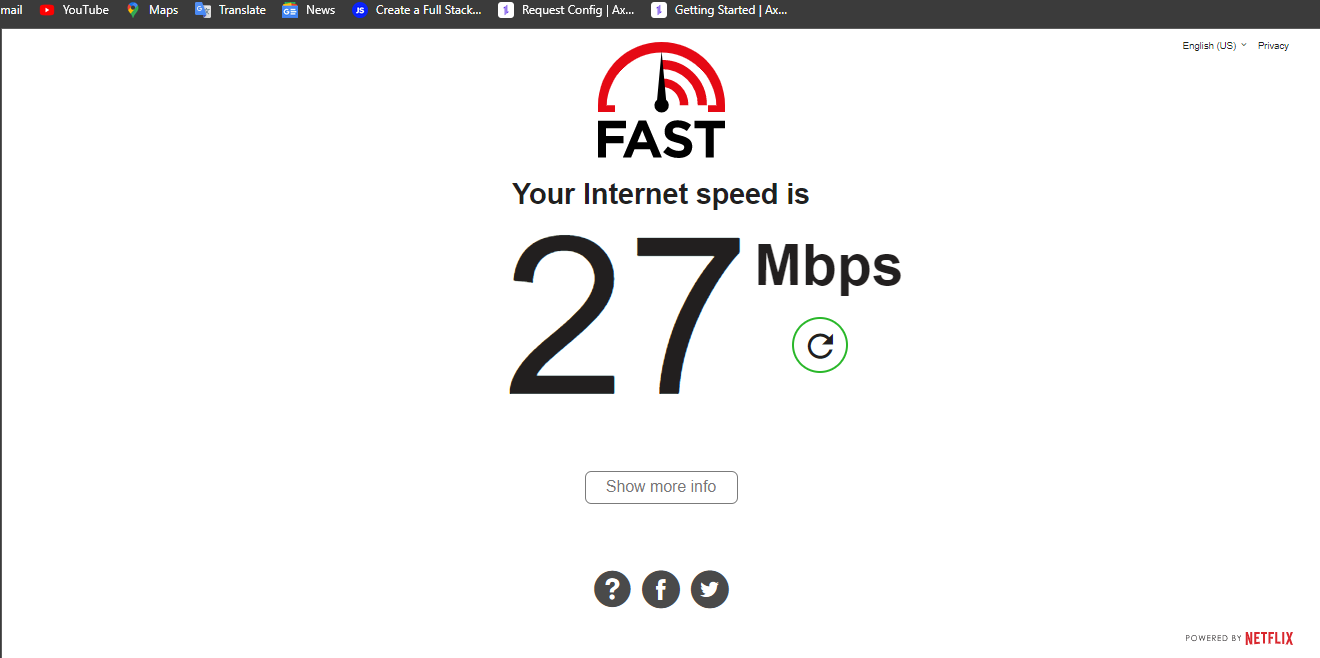 mail YouTube Maps Translate News JS Create a Full Stack... Request Config | Ax... Getting Started | Ax...
English (US) Privacy
FAST
Your Internet speed is
27 Mbps
Show more info
? f
POWERED BY NETFLIX